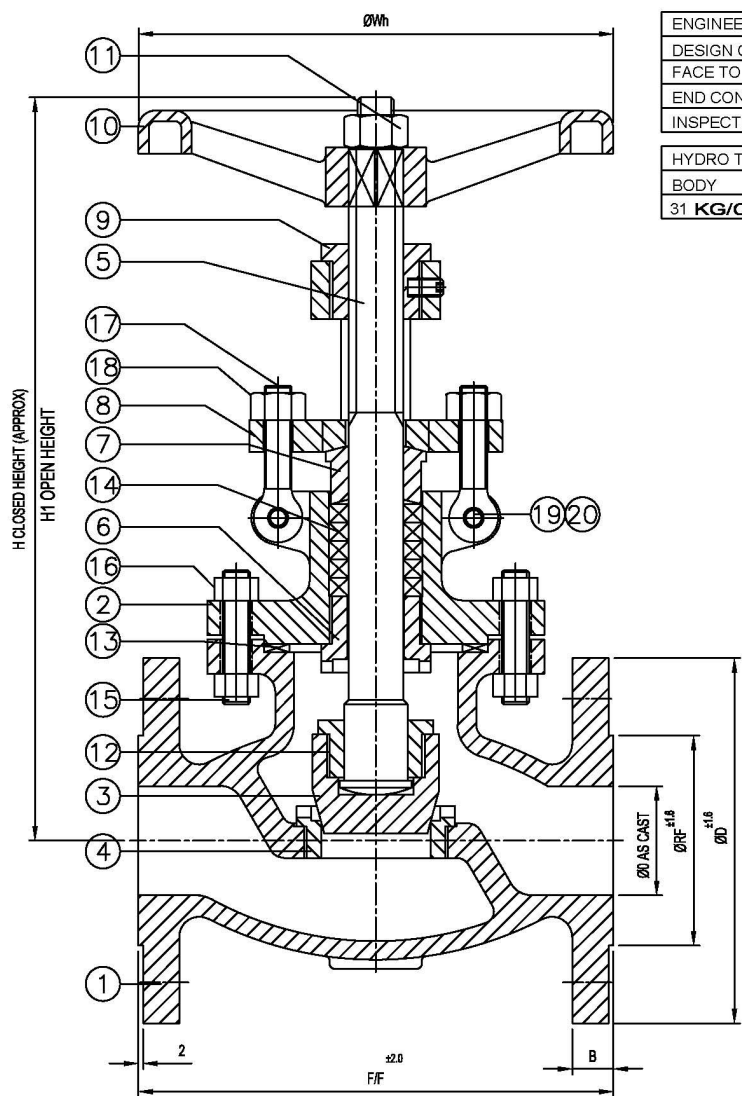 ØWh
ENGINEE
DESIGN
FACE TO
END CON
INSPECT
HYDRO T
BODY
31 KG/C
11
10
9
5
17
18
8
7
14
6
16
2
13
15
12
3
4
1
19 20
H CLOSED HEIGHT (APPROX)
H1 OPEN HEIGHT
Ø0 AS CAST
ØRF ±1.6
ØD ±1.6
2
±2.0
F/F
B